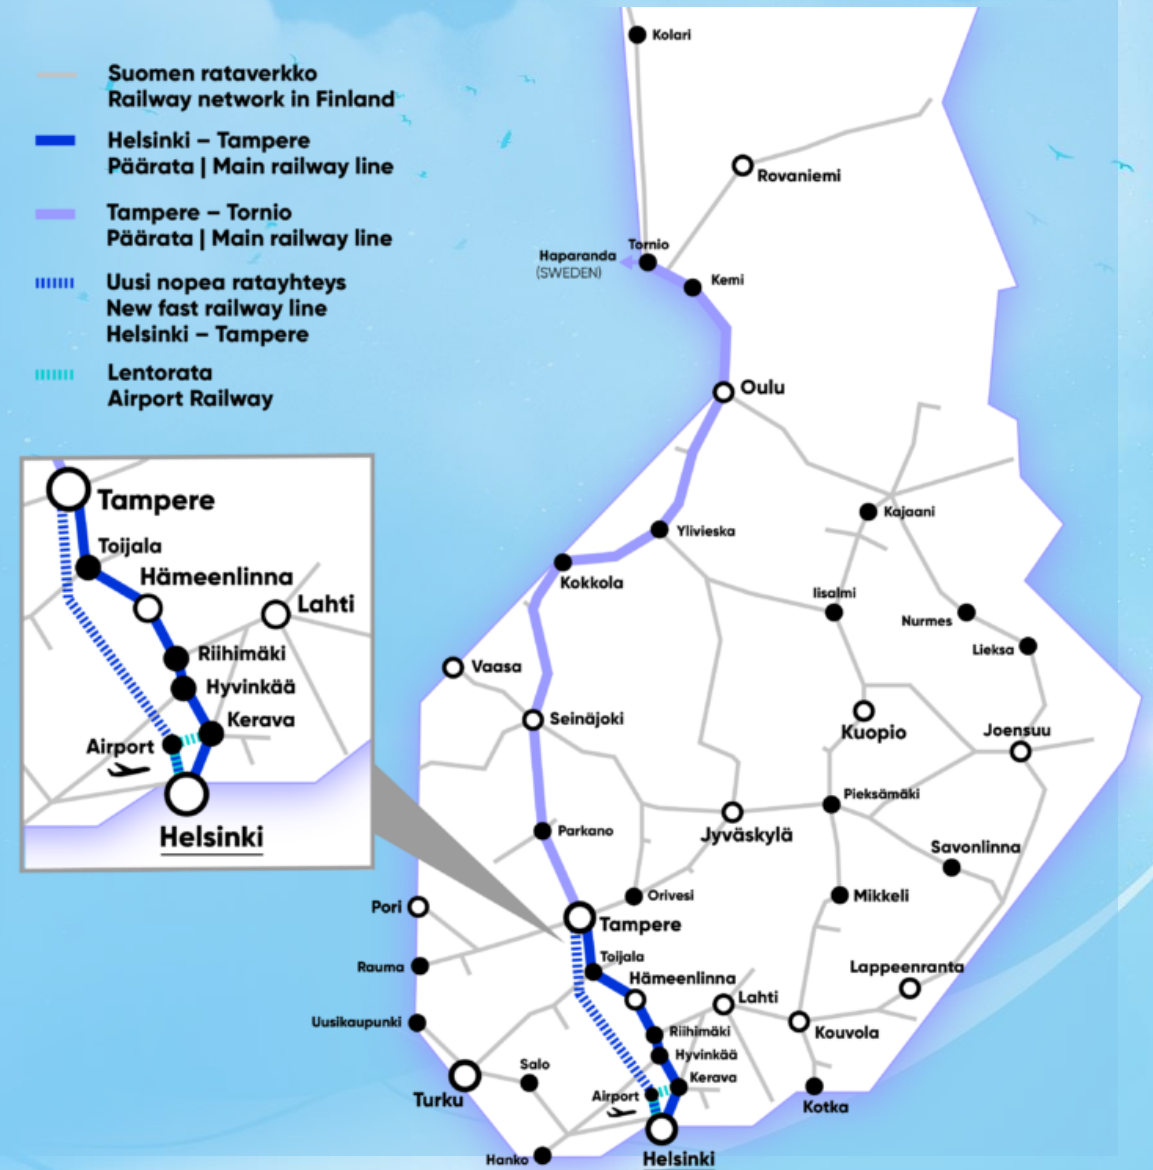 Suomen rataverkko
Railway network in Finland
Helsinki – Tampere
Päärata | Main railway line
Tampere – Tornio
Päärata | Main railway line
Uusi nopea ratayhteys
New fast railway line
Helsinki – Tampere
Lentorata
Airport Railway
Tampere
Toijala
Hämeenlinna
Lahti
Riihimäki
Hyvinkää
Kerava
Airport
Helsinki
Kolari
Rovaniemi
Tornio
Haparanda
(SWEDEN)
Kemi
Oulu
Kajaani
Ylivieska
Kokkola
Iisalmi
Nurmes
Lieksa
Vaasa
Seinäjoki
Kuopio
Joensuu
Pieksämäki
Parkano
Jyväskylä
Savonlinna
Orivesi
Mikkeli
Pori
Tampere
Toijala
Rauma
Hämeenlinna
Lappeenranta
Lahti
Uusikaupunki
Riihimäki
Kouvola
Hyvinkää
Salo
Kerava
Turku
Airport
Kotka
Helsinki
Hanko